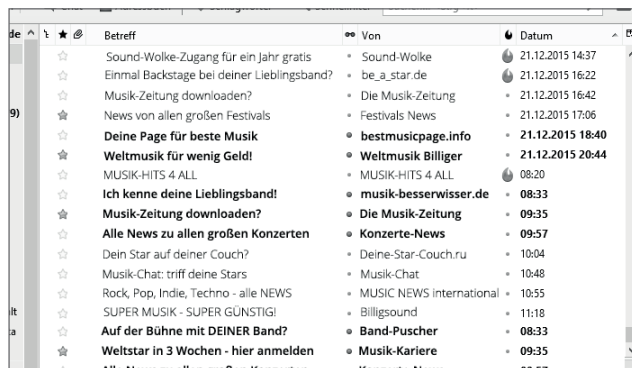 de Betreff Von Datum
Sound-Wolke-Zugang für ein Jahr gratis Sound-Wolke 21.12.2015 14:37
Einmal Backstage bei deiner Lieblingsband? be_a_star.de 21.12.2015 16:22
Musik-Zeitung downloaden? Die Musik-Zeitung 21.12.2015 16:42
9) News von allen großen Festivals Festivals News 21.12.2015 17:06
Deine Page für beste Musik bestmusicpage.info 21.12.2015 18:40
Weltmusik für wenig Geld! Weltmusik Billiger 21.12.2015 20:44
MUSIK-HITS 4 ALL MUSIK-HITS 4 ALL 08:20
Ich kenne deine Lieblingsband! musik-besserwisser.de 08:33
Musik-Zeitung downloaden? Die Musik-Zeitung 09:35
Alle News zu allen großen Konzerten Konzerte-News 09:57
Dein Star auf deiner Couch? Deine-Star-Couch.ru 10:04
Musik-Chat: triff deine Stars Musik-Chat 10:48
Rock, Pop, Indie, Techno - alle NEWS MUSIC NEWS international 10:55
lt SUPER MUSIK - SUPER GÜNSTIG! Billigsound 11:18
ta Auf der Bühne mit DEINER Band? Band-Puscher 08:33
Weltstar in 3 Wochen - hier anmelden Musik-Kariere 09:35